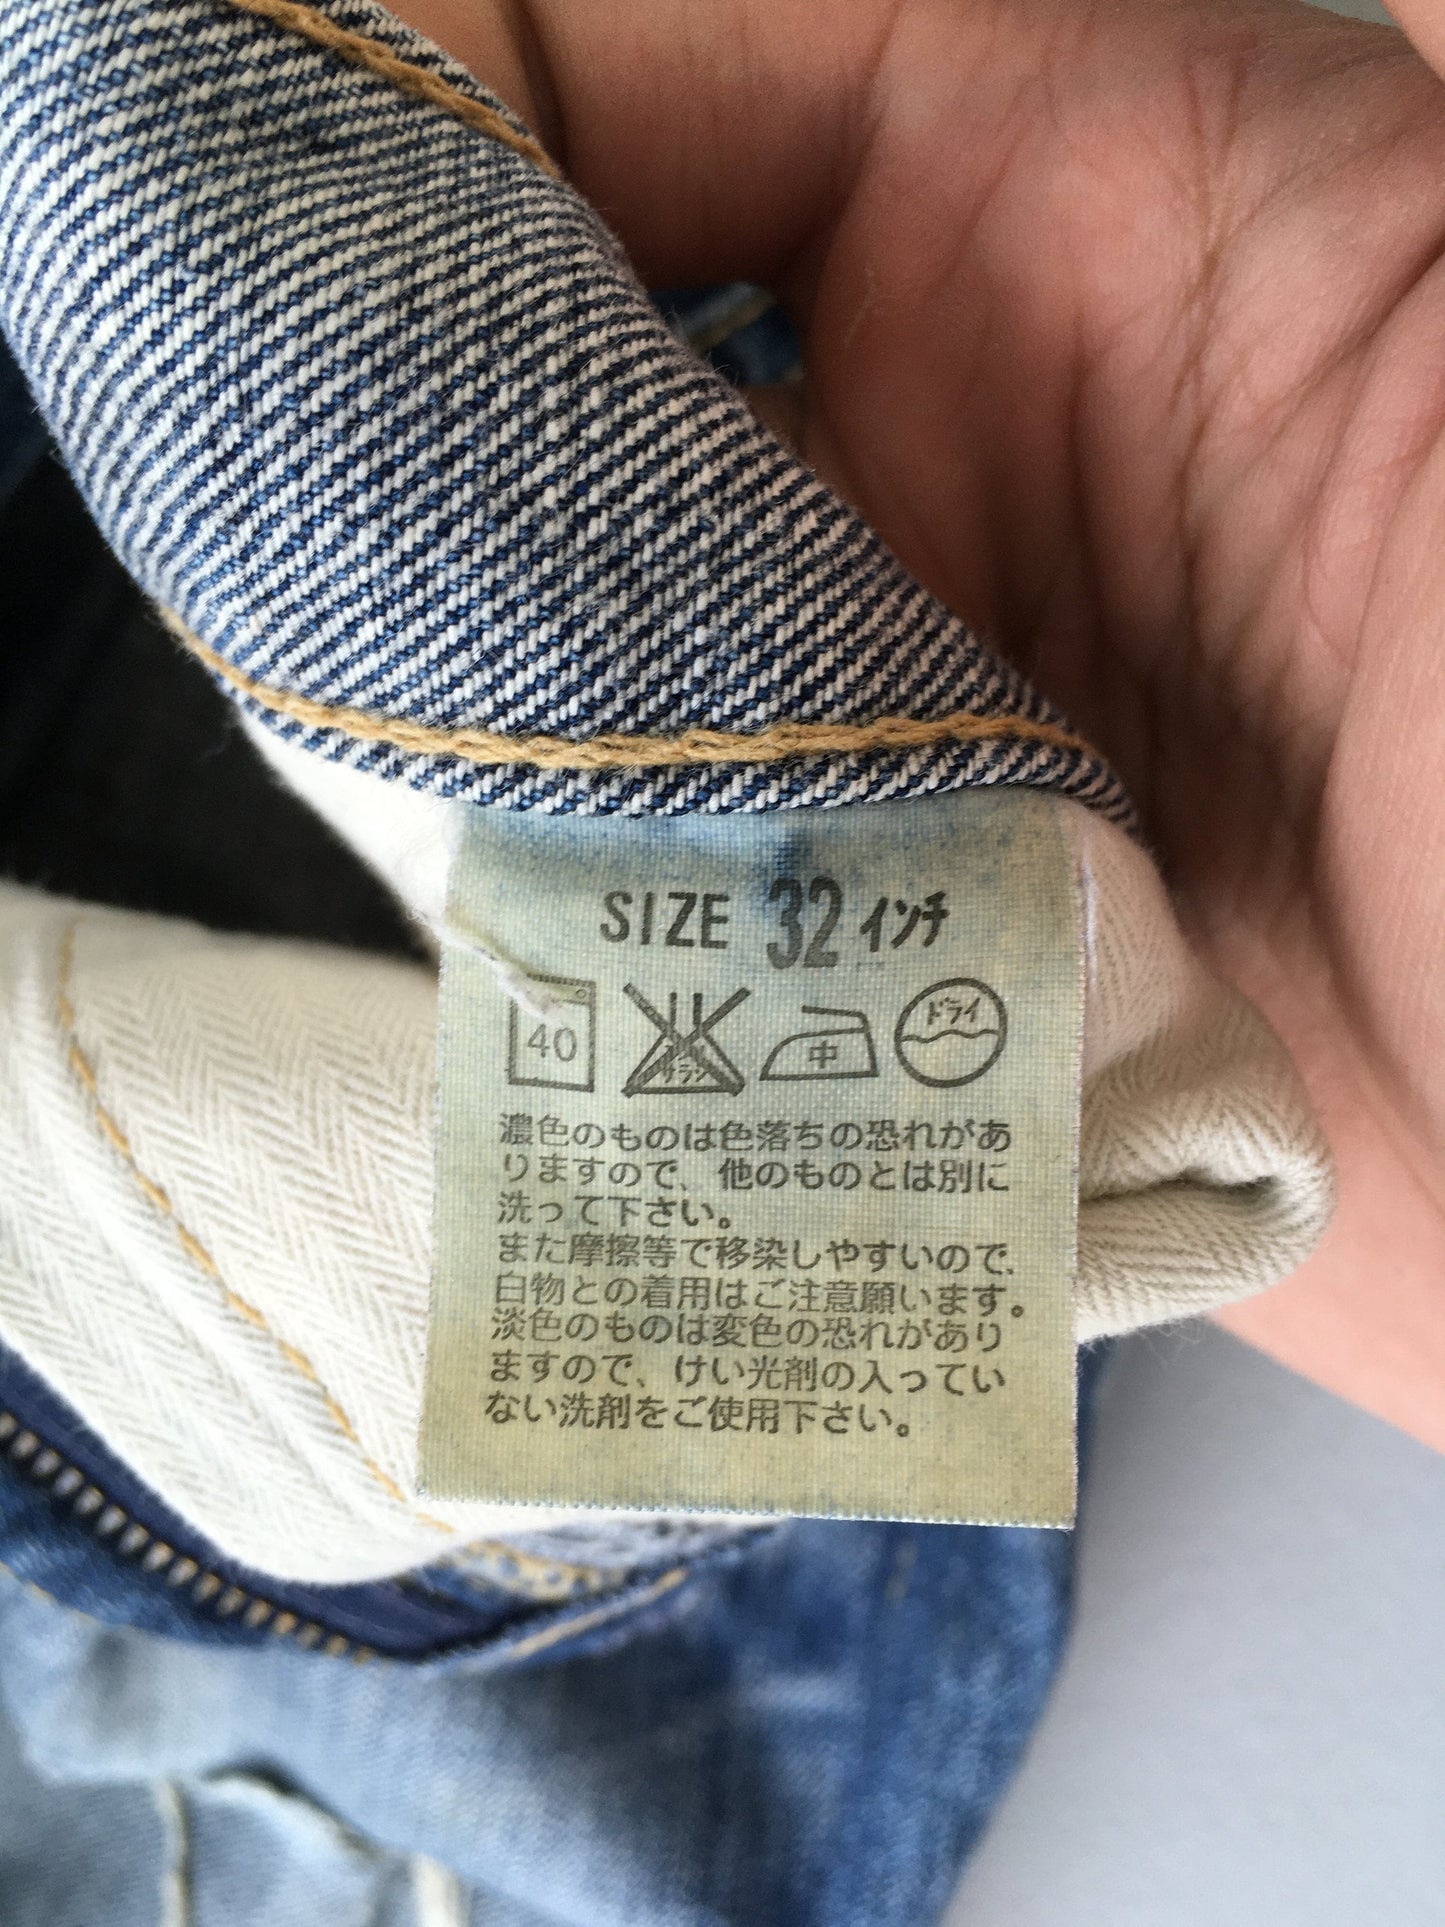 SIZE 32 インチ
40 中 ドライ
濃色のものは色落ちの恐れがあ
りますので、他のものとは別に
洗って下さい。
また摩擦等で移染しやすいので、
白物との着用はご注意願います。
淡色のものは変色の恐れがあり
ますので、けい光剤の入ってい
ない洗剤をご使用下さい。